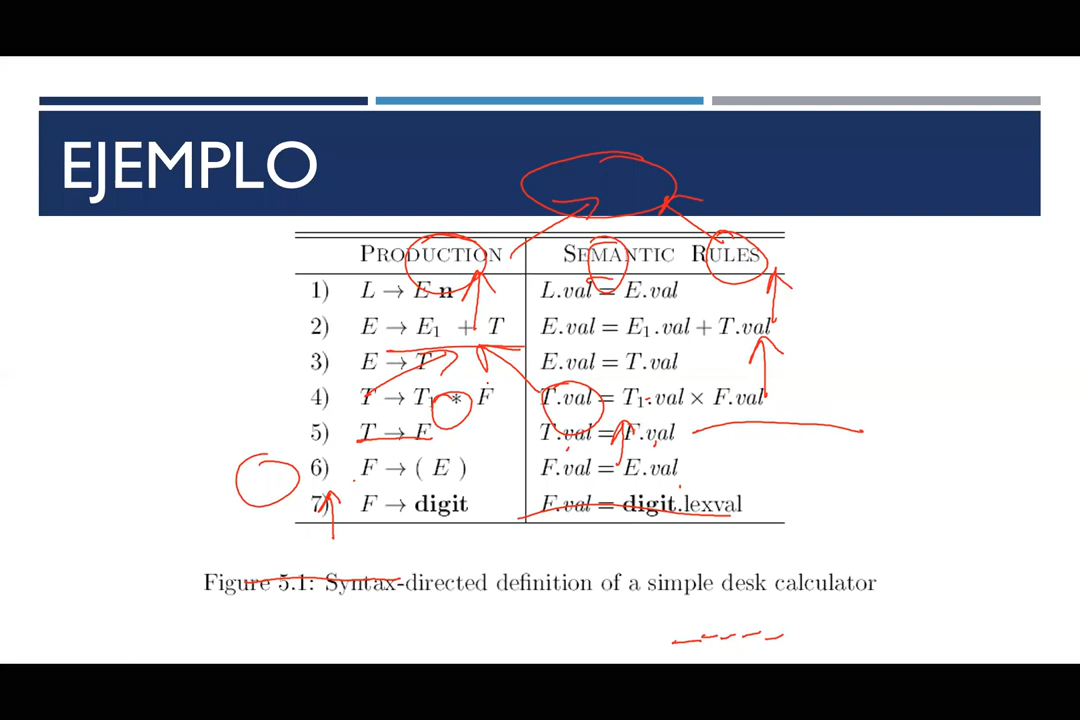 EJEMPLO
PRODUCTION SEMANTIC RULES
1) L → E n L.val = E.val
2) E → E₁ + T E.val = E₁.val + T.val
3) E → T E.val = T.val
4) T → T₁ * F T.val = T₁.val × F.val
5) T → F T.val = F.val
6) F → ( E ) F.val = E.val
7) F → digit F.val = digit.lexval
Figure 5.1: Syntax-directed definition of a simple desk calculator